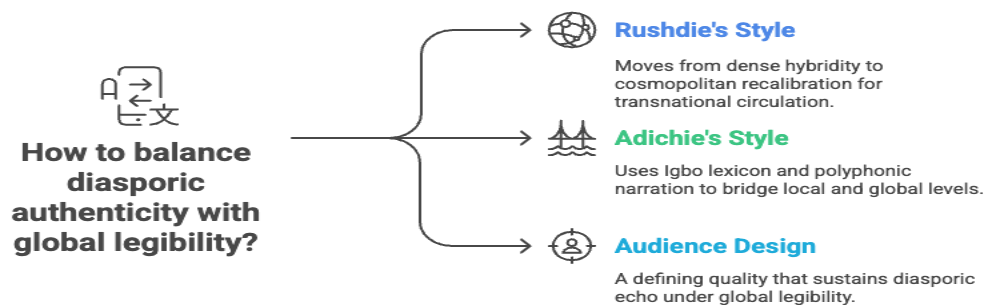 How to balance
diasporic
authenticity with
global legibility?
Rushdie's Style
Moves from dense hybridity to
cosmopolitan recalibration for
transnational circulation.
Adichie's Style
Uses Igbo lexicon and polyphonic
narration to bridge local and global levels.
Audience Design
A defining quality that sustains diasporic
echo under global legibility.